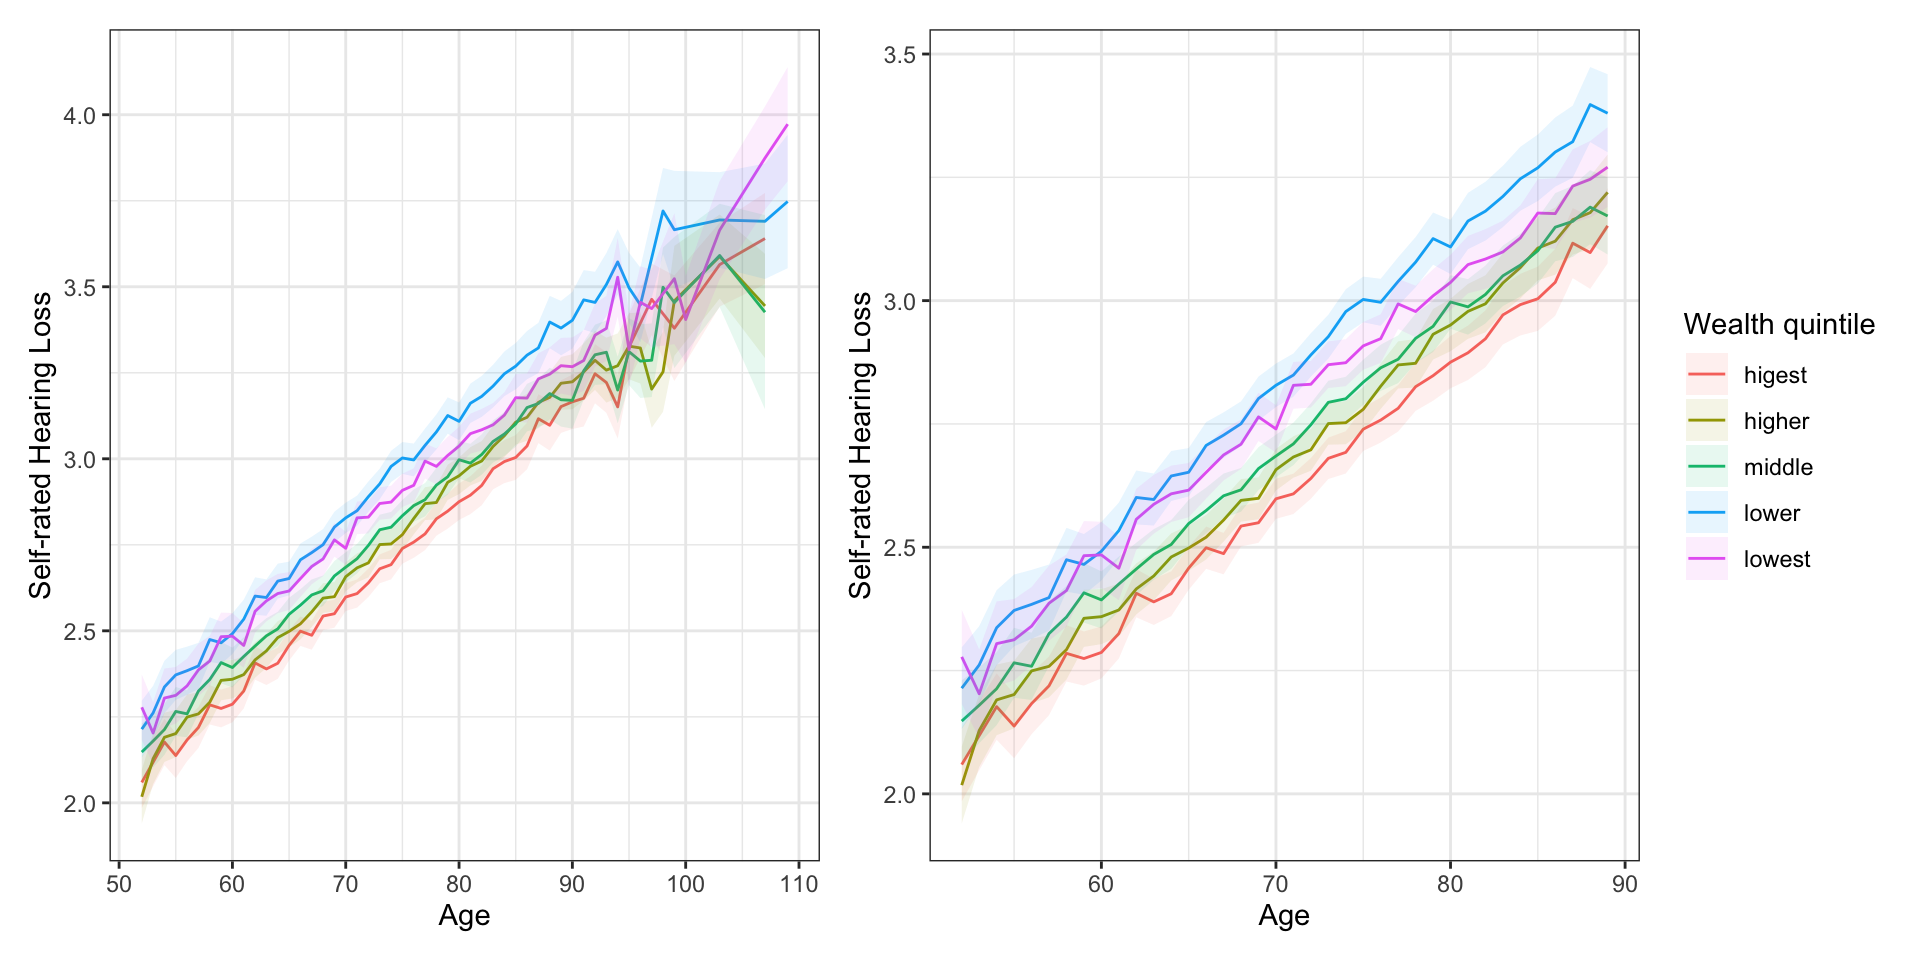 4.0
3.5
3.0
2.5
2.0
Self-rated Hearing Loss
50 60 70 80 90 100 110
Age
3.5
3.0
2.5
2.0
Self-rated Hearing Loss
60 70 80 90
Age
Wealth quintile
higest
higher
middle
lower
lowest